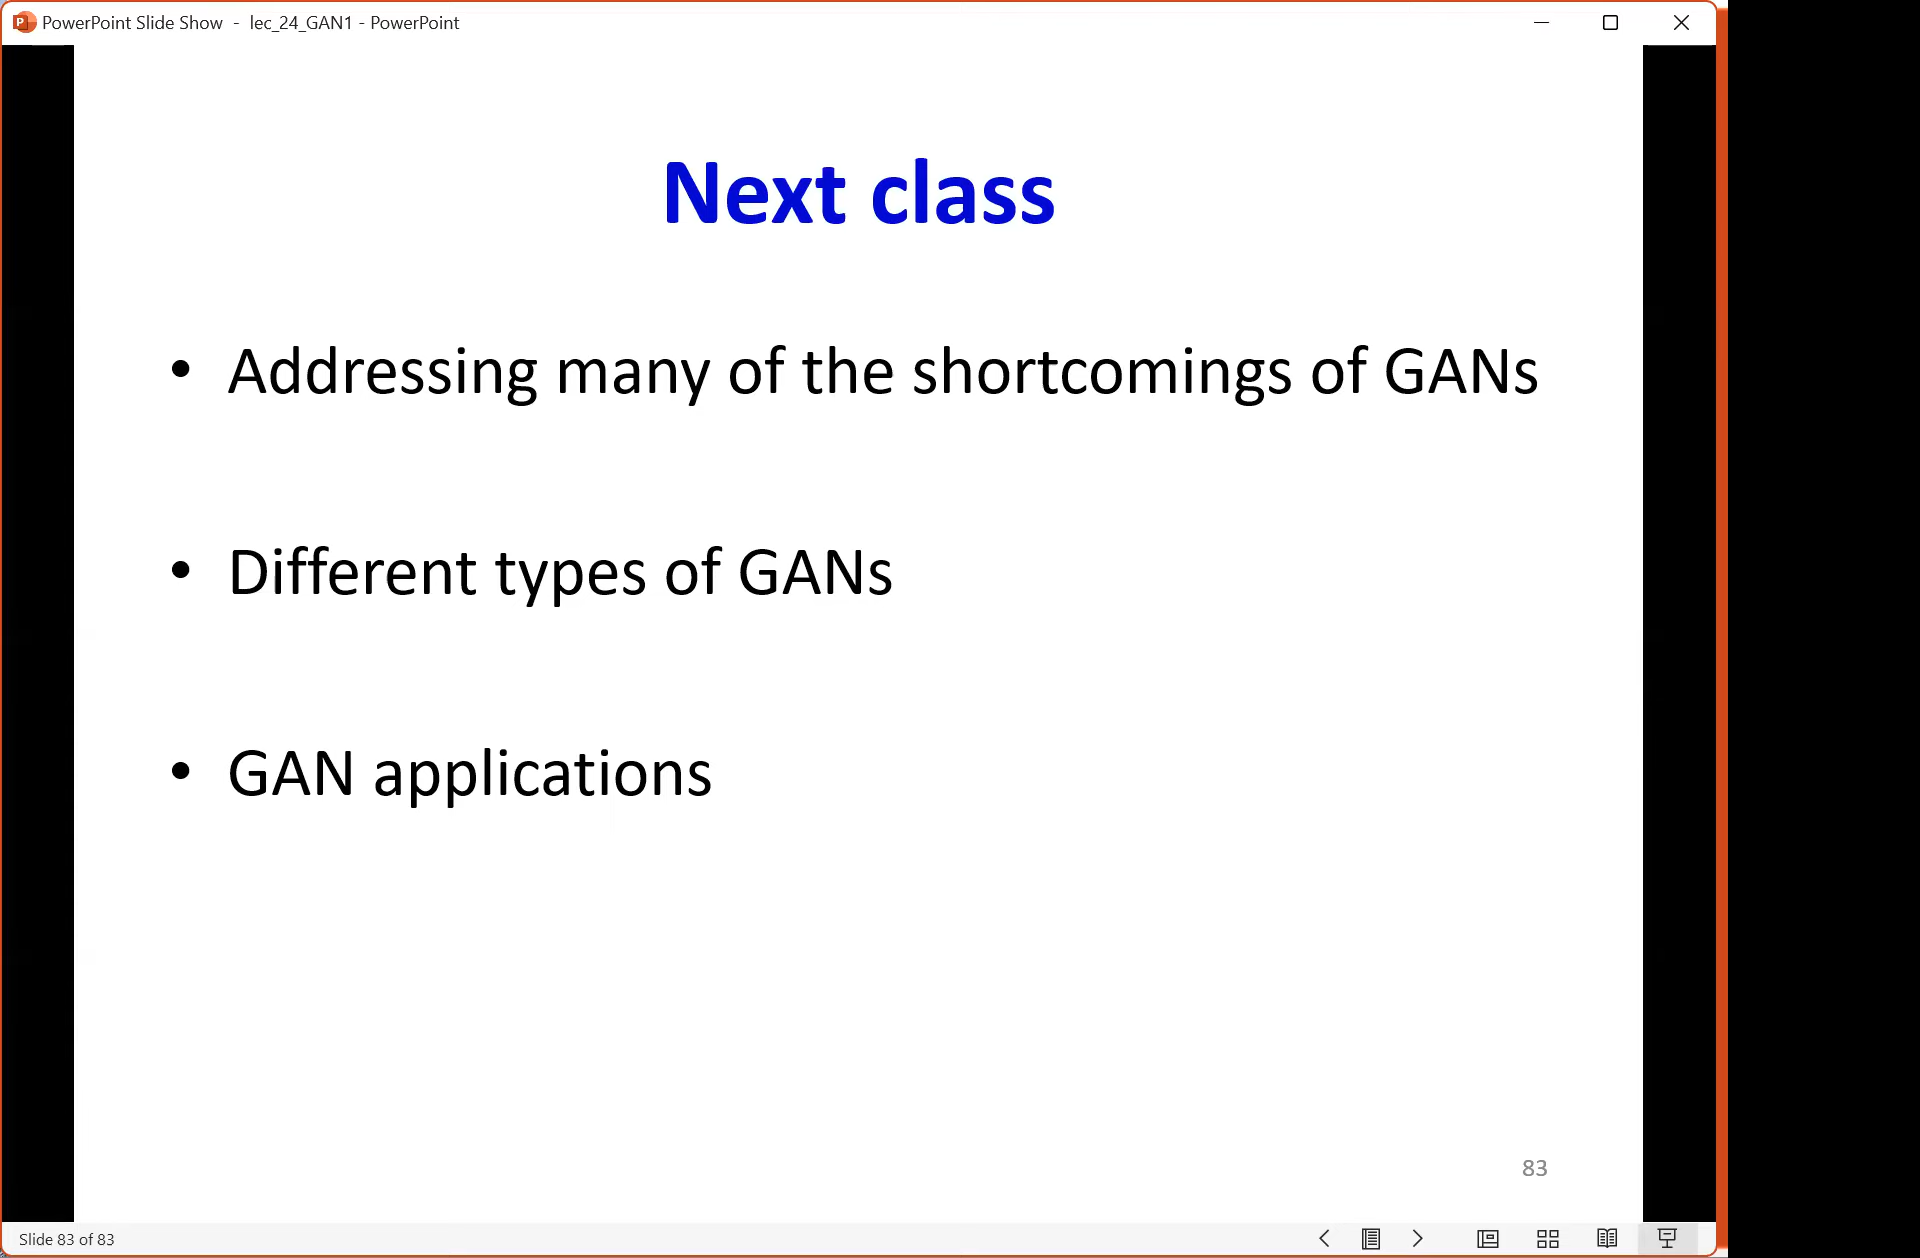 PowerPoint Slide Show - lec_24_GAN1 - PowerPoint
Next class
• Addressing many of the shortcomings of GANs
• Different types of GANs
• GAN applications
83
Slide 83 of 83